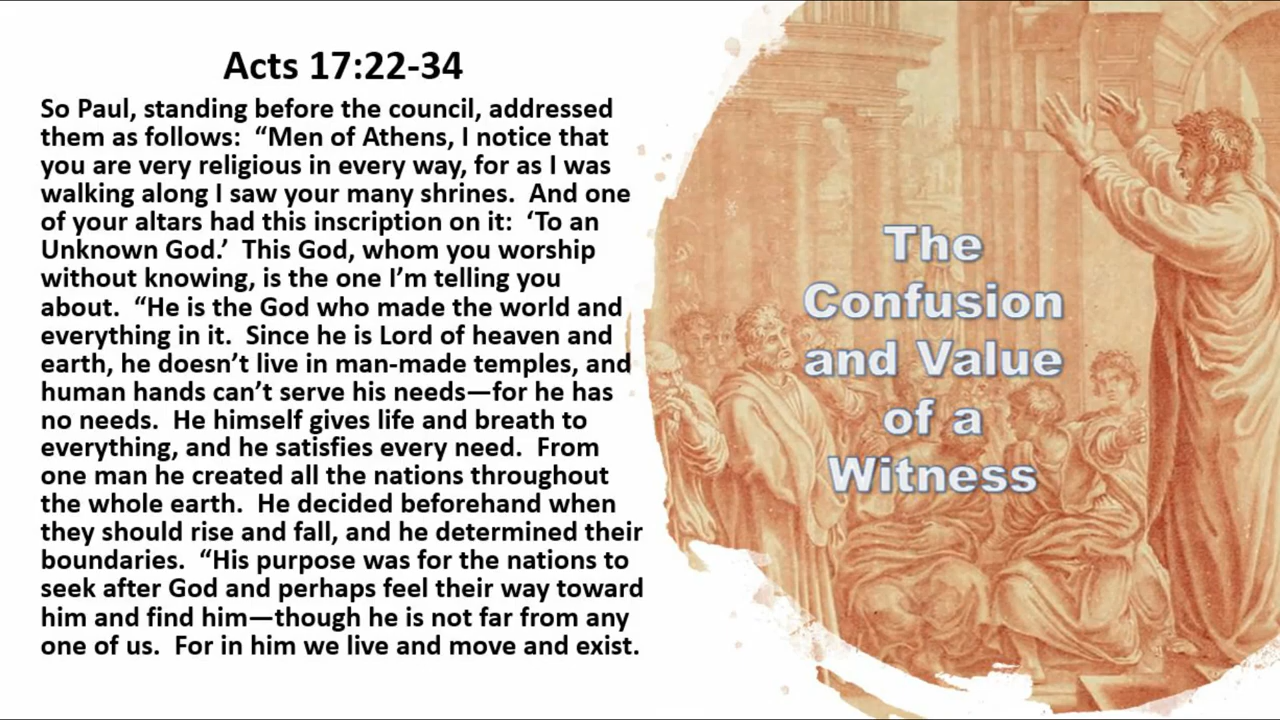 Acts 17:22-34
So Paul, standing before the council, addressed
them as follows:  “Men of Athens, I notice that
you are very religious in every way, for as I was
walking along I saw your many shrines.  And one
of your altars had this inscription on it:  ‘To an
Unknown God.’  This God, whom you worship
without knowing, is the one I’m telling you
about.  “He is the God who made the world and
everything in it.  Since he is Lord of heaven and
earth, he doesn’t live in man-made temples, and
human hands can’t serve his needs—for he has
no needs.  He himself gives life and breath to
everything, and he satisfies every need.  From
one man he created all the nations throughout
the whole earth.  He decided beforehand when
they should rise and fall, and he determined their
boundaries.  “His purpose was for the nations to
seek after God and perhaps feel their way toward
him and find him—though he is not far from any
one of us.  For in him we live and move and exist.
The
Confusion
and Value
of a
Witness